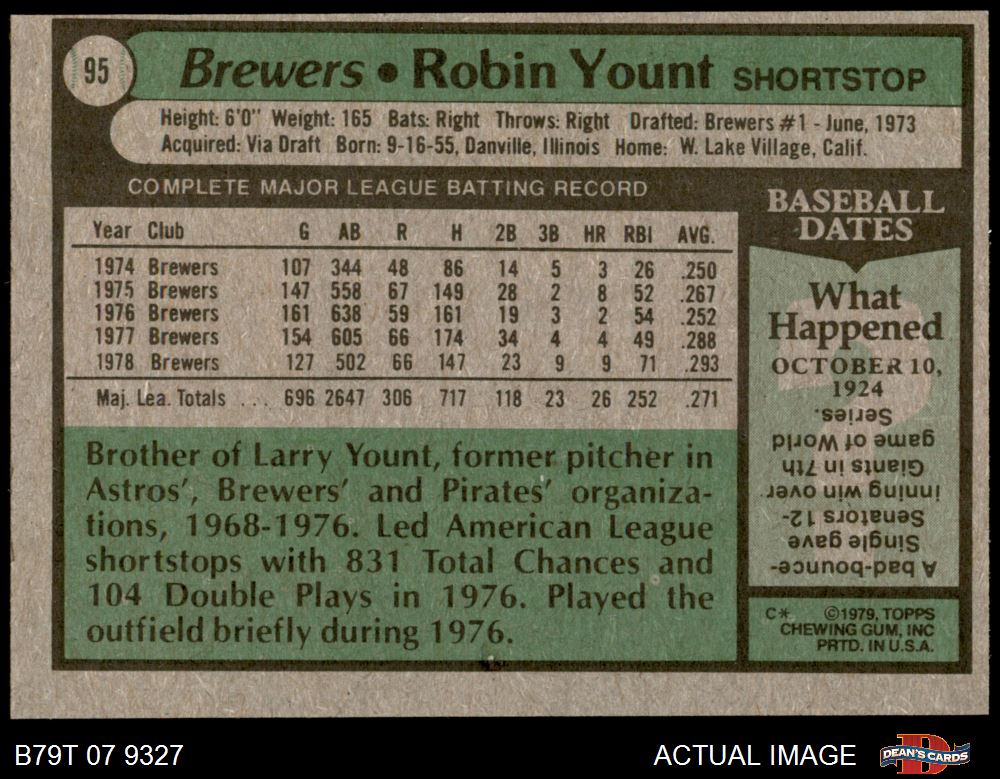 95
Brewers • Robin Yount SHORTSTOP
Height: 6'0" Weight: 165 Bats: Right Throws: Right Drafted: Brewers #1 - June, 1973
Acquired: Via Draft Born: 9-16-55, Danville, Illinois Home: W. Lake Village, Calif.
COMPLETE MAJOR LEAGUE BATTING RECORD
Year Club G AB R H 2B 3B HR RBI AVG.
1974 Brewers 107 344 48 86 14 5 3 26 .250
1975 Brewers 147 558 67 149 28 2 8 52 .267
1976 Brewers 161 638 59 161 19 3 2 54 .252
1977 Brewers 154 605 66 174 34 4 4 49 .288
1978 Brewers 127 502 66 147 23 9 9 71 .293
Maj. Lea. Totals ... 696 2647 306 717 118 23 26 252 .271
Brother of Larry Yount, former pitcher in
Astros', Brewers' and Pirates' organiza-
tions, 1968-1976. Led American League
shortstops with 831 Total Chances and
104 Double Plays in 1976. Played the
outfield briefly during 1976.
BASEBALL
DATES
What
Happened
OCTOBER 10,
1924
A bad-bounce-
Single gave
Senators 12-
inning win over
Giants in 7th
game of World
Series.
C* ©1979, TOPPS
CHEWING GUM, INC
PRTD. IN U.S.A.
B79T 07 9327
ACTUAL IMAGE
DEAN'S CARDS